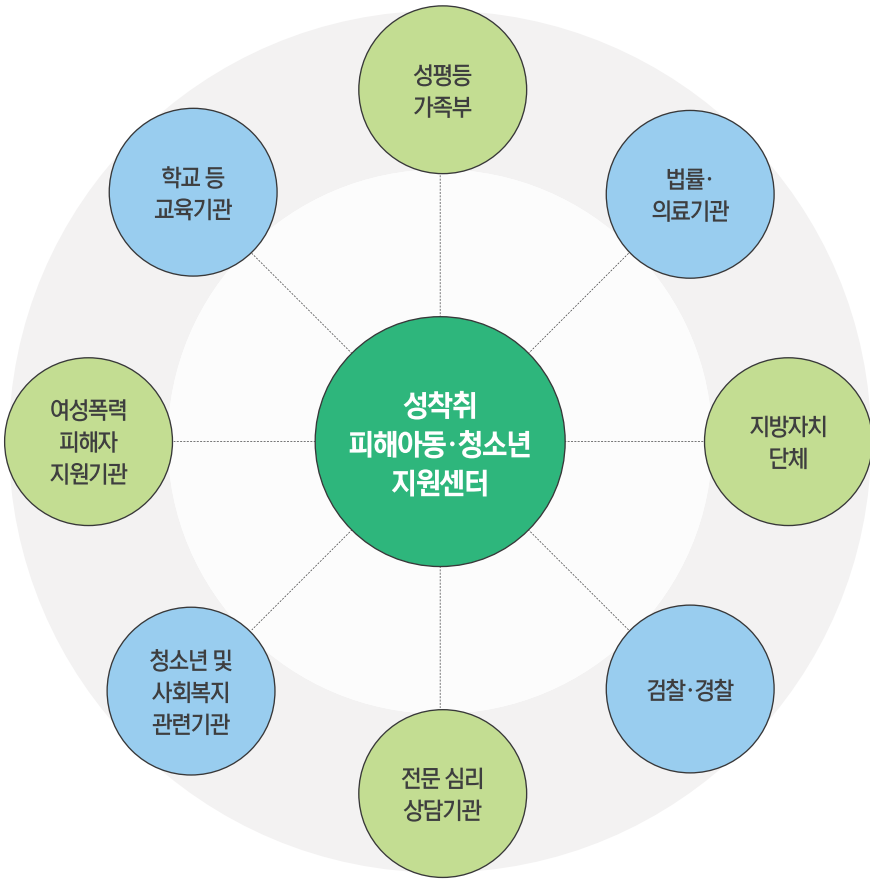 성평등
가족부
학교 등
교육기관
법률·
의료기관
여성폭력
피해자
지원기관
성착취
피해아동·청소년
지원센터
지방자치
단체
청소년 및
사회복지
관련기관
검찰·경찰
전문 심리
상담기관